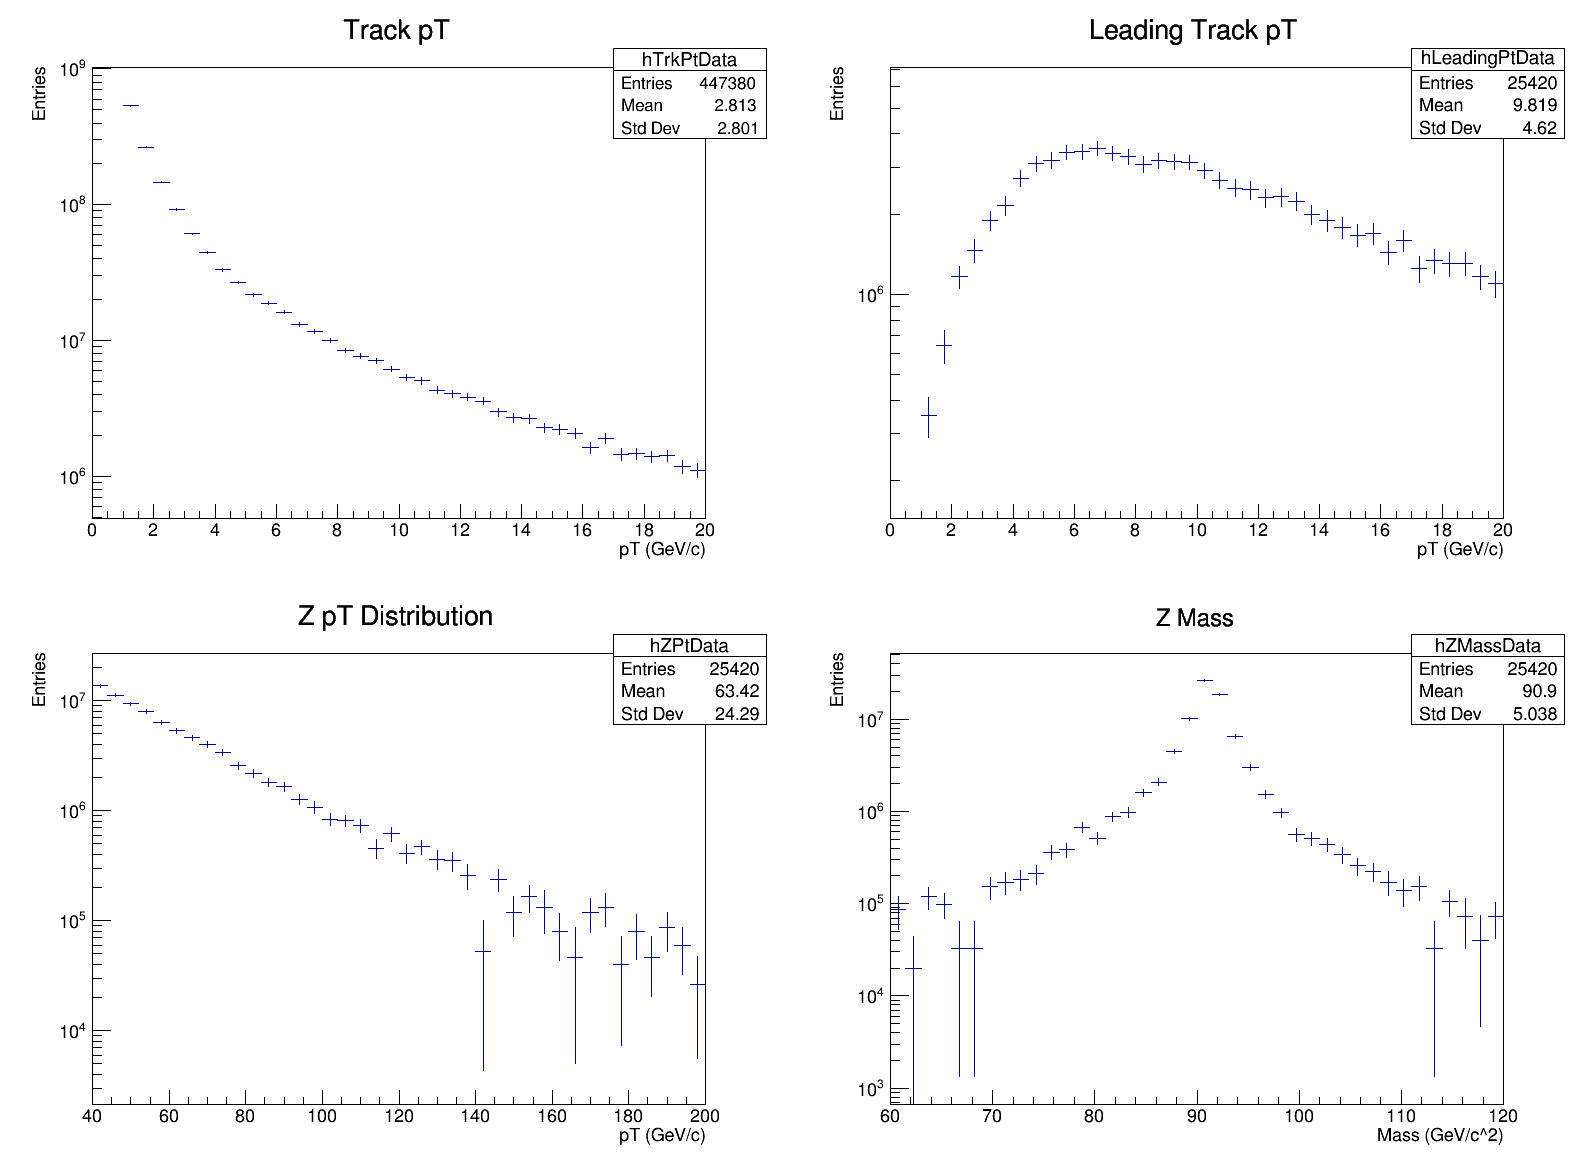 Track pT
Entries
hTrkPtData
Entries 447380
Mean 2.813
Std Dev 2.801
10^9
10^8
10^7
10^6
0 2 4 6 8 10 12 14 16 18 20
pT (GeV/c)
Leading Track pT
Entries
hLeadingPtData
Entries 25420
Mean 9.819
Std Dev 4.62
10^6
0 2 4 6 8 10 12 14 16 18 20
pT (GeV/c)
Z pT Distribution
Entries
hZPtData
Entries 25420
Mean 63.42
Std Dev 24.29
10^7
10^6
10^5
10^4
40 60 80 100 120 140 160 180 200
pT (GeV/c)
Z Mass
Entries
hZMassData
Entries 25420
Mean 90.9
Std Dev 5.038
10^7
10^6
10^5
10^4
10^3
60 70 80 90 100 110 120
Mass (GeV/c^2)